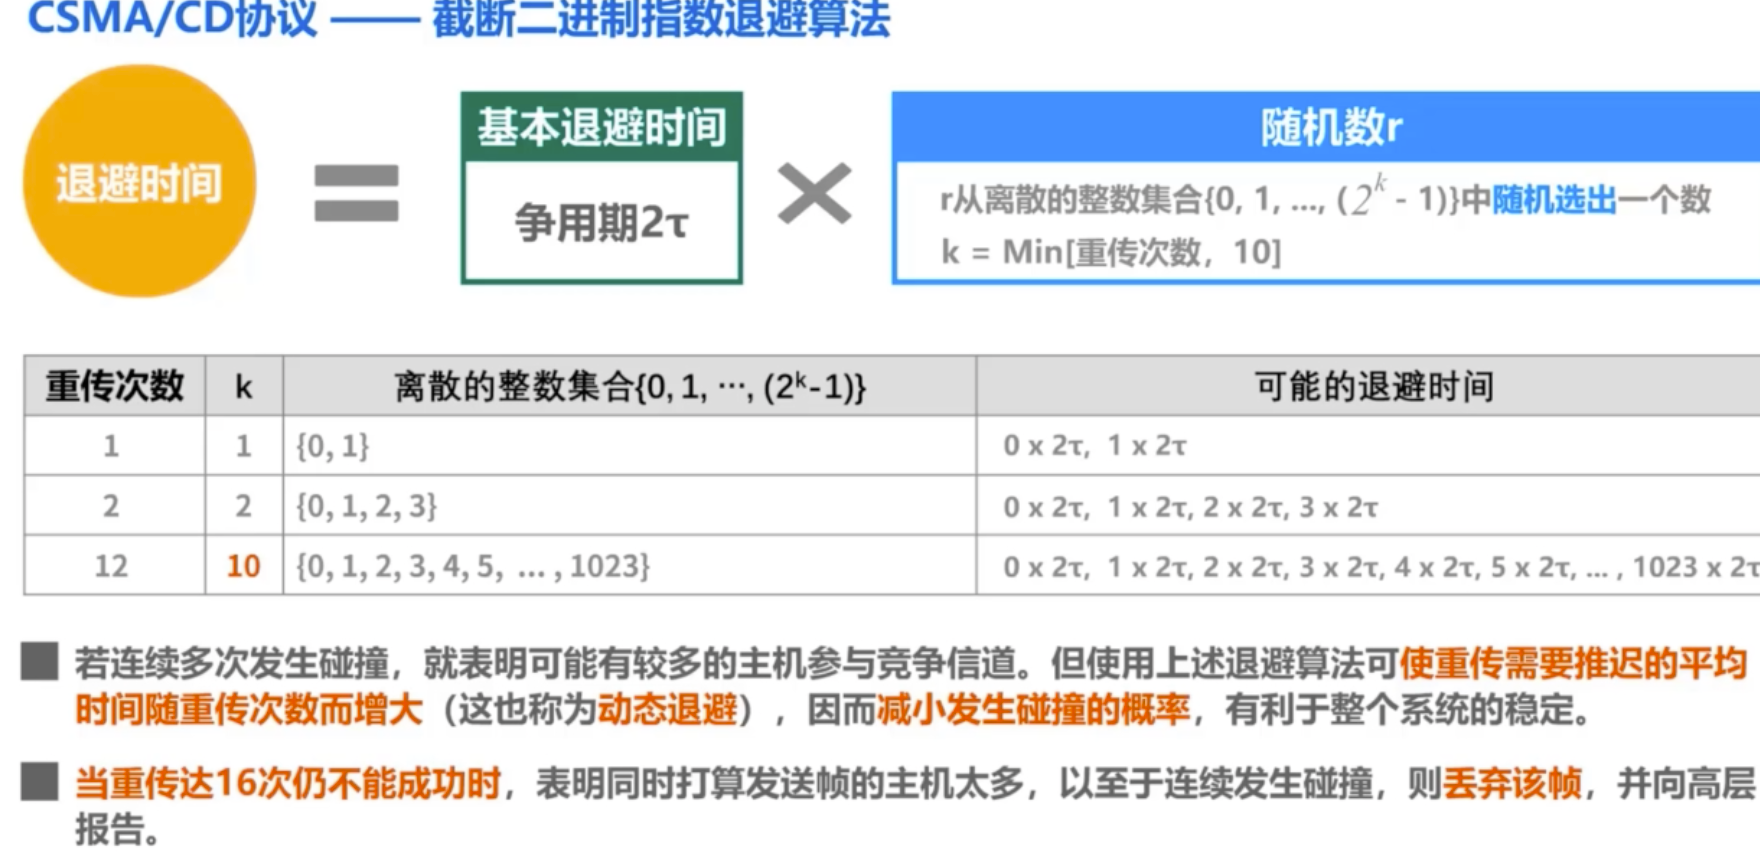 CSMA/CD协议 —— 截断二进制指数退避算法
退避时间
=
基本退避时间
争用期2τ
×
随机数r
r从离散的整数集合{0, 1, ..., (2^k - 1)}中随机选出一个数
k = Min[重传次数，10]
重传次数 k 离散的整数集合{0, 1, ⋯, (2^k-1)} 可能的退避时间
1 1 {0, 1} 0 x 2τ, 1 x 2τ
2 2 {0, 1, 2, 3} 0 x 2τ, 1 x 2τ, 2 x 2τ, 3 x 2τ
12 10 {0, 1, 2, 3, 4, 5, ... , 1023} 0 x 2τ, 1 x 2τ, 2 x 2τ, 3 x 2τ, 4 x 2τ, 5 x 2τ, ... , 1023 x 2τ
若连续多次发生碰撞，就表明可能有较多的主机参与竞争信道。但使用上述退避算法可使重传需要推迟的平均
时间随重传次数而增大（这也称为动态退避），因而减小发生碰撞的概率，有利于整个系统的稳定。
当重传达16次仍不能成功时，表明同时打算发送帧的主机太多，以至于连续发生碰撞，则丢弃该帧，并向高层
报告。